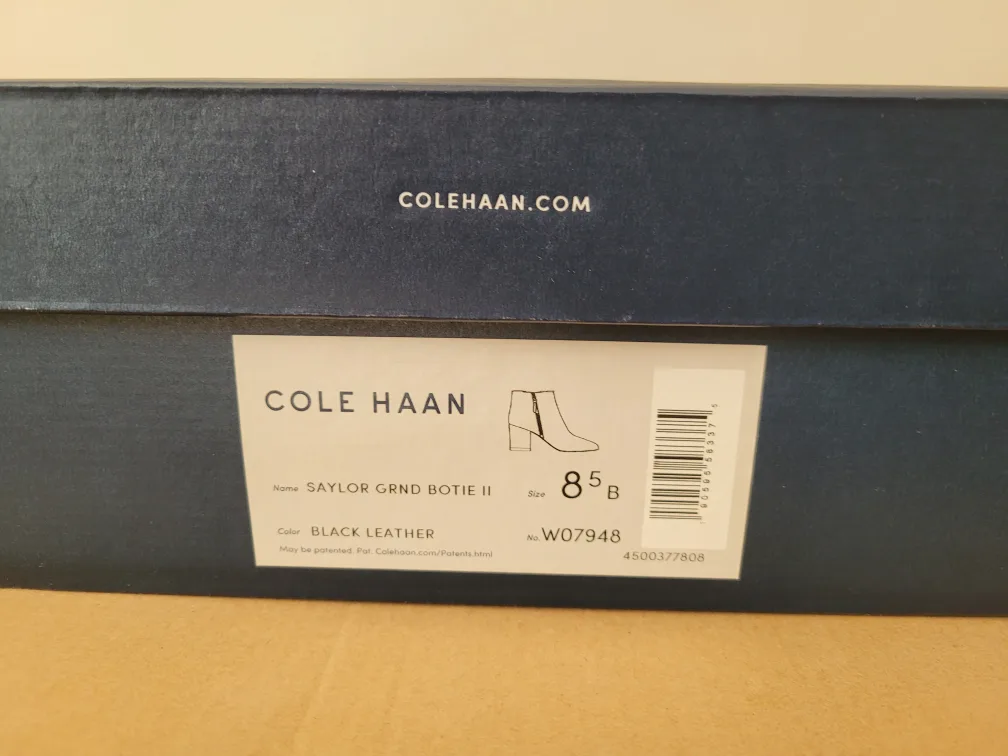 COLEHAAN.COM
COLE HAAN
Name SAYLOR GRND BOTIE II
Size 8 5 B
Color BLACK LEATHER
No. W07948
May be patented. Pat. Colehaan.com/Patents.html
4500377808